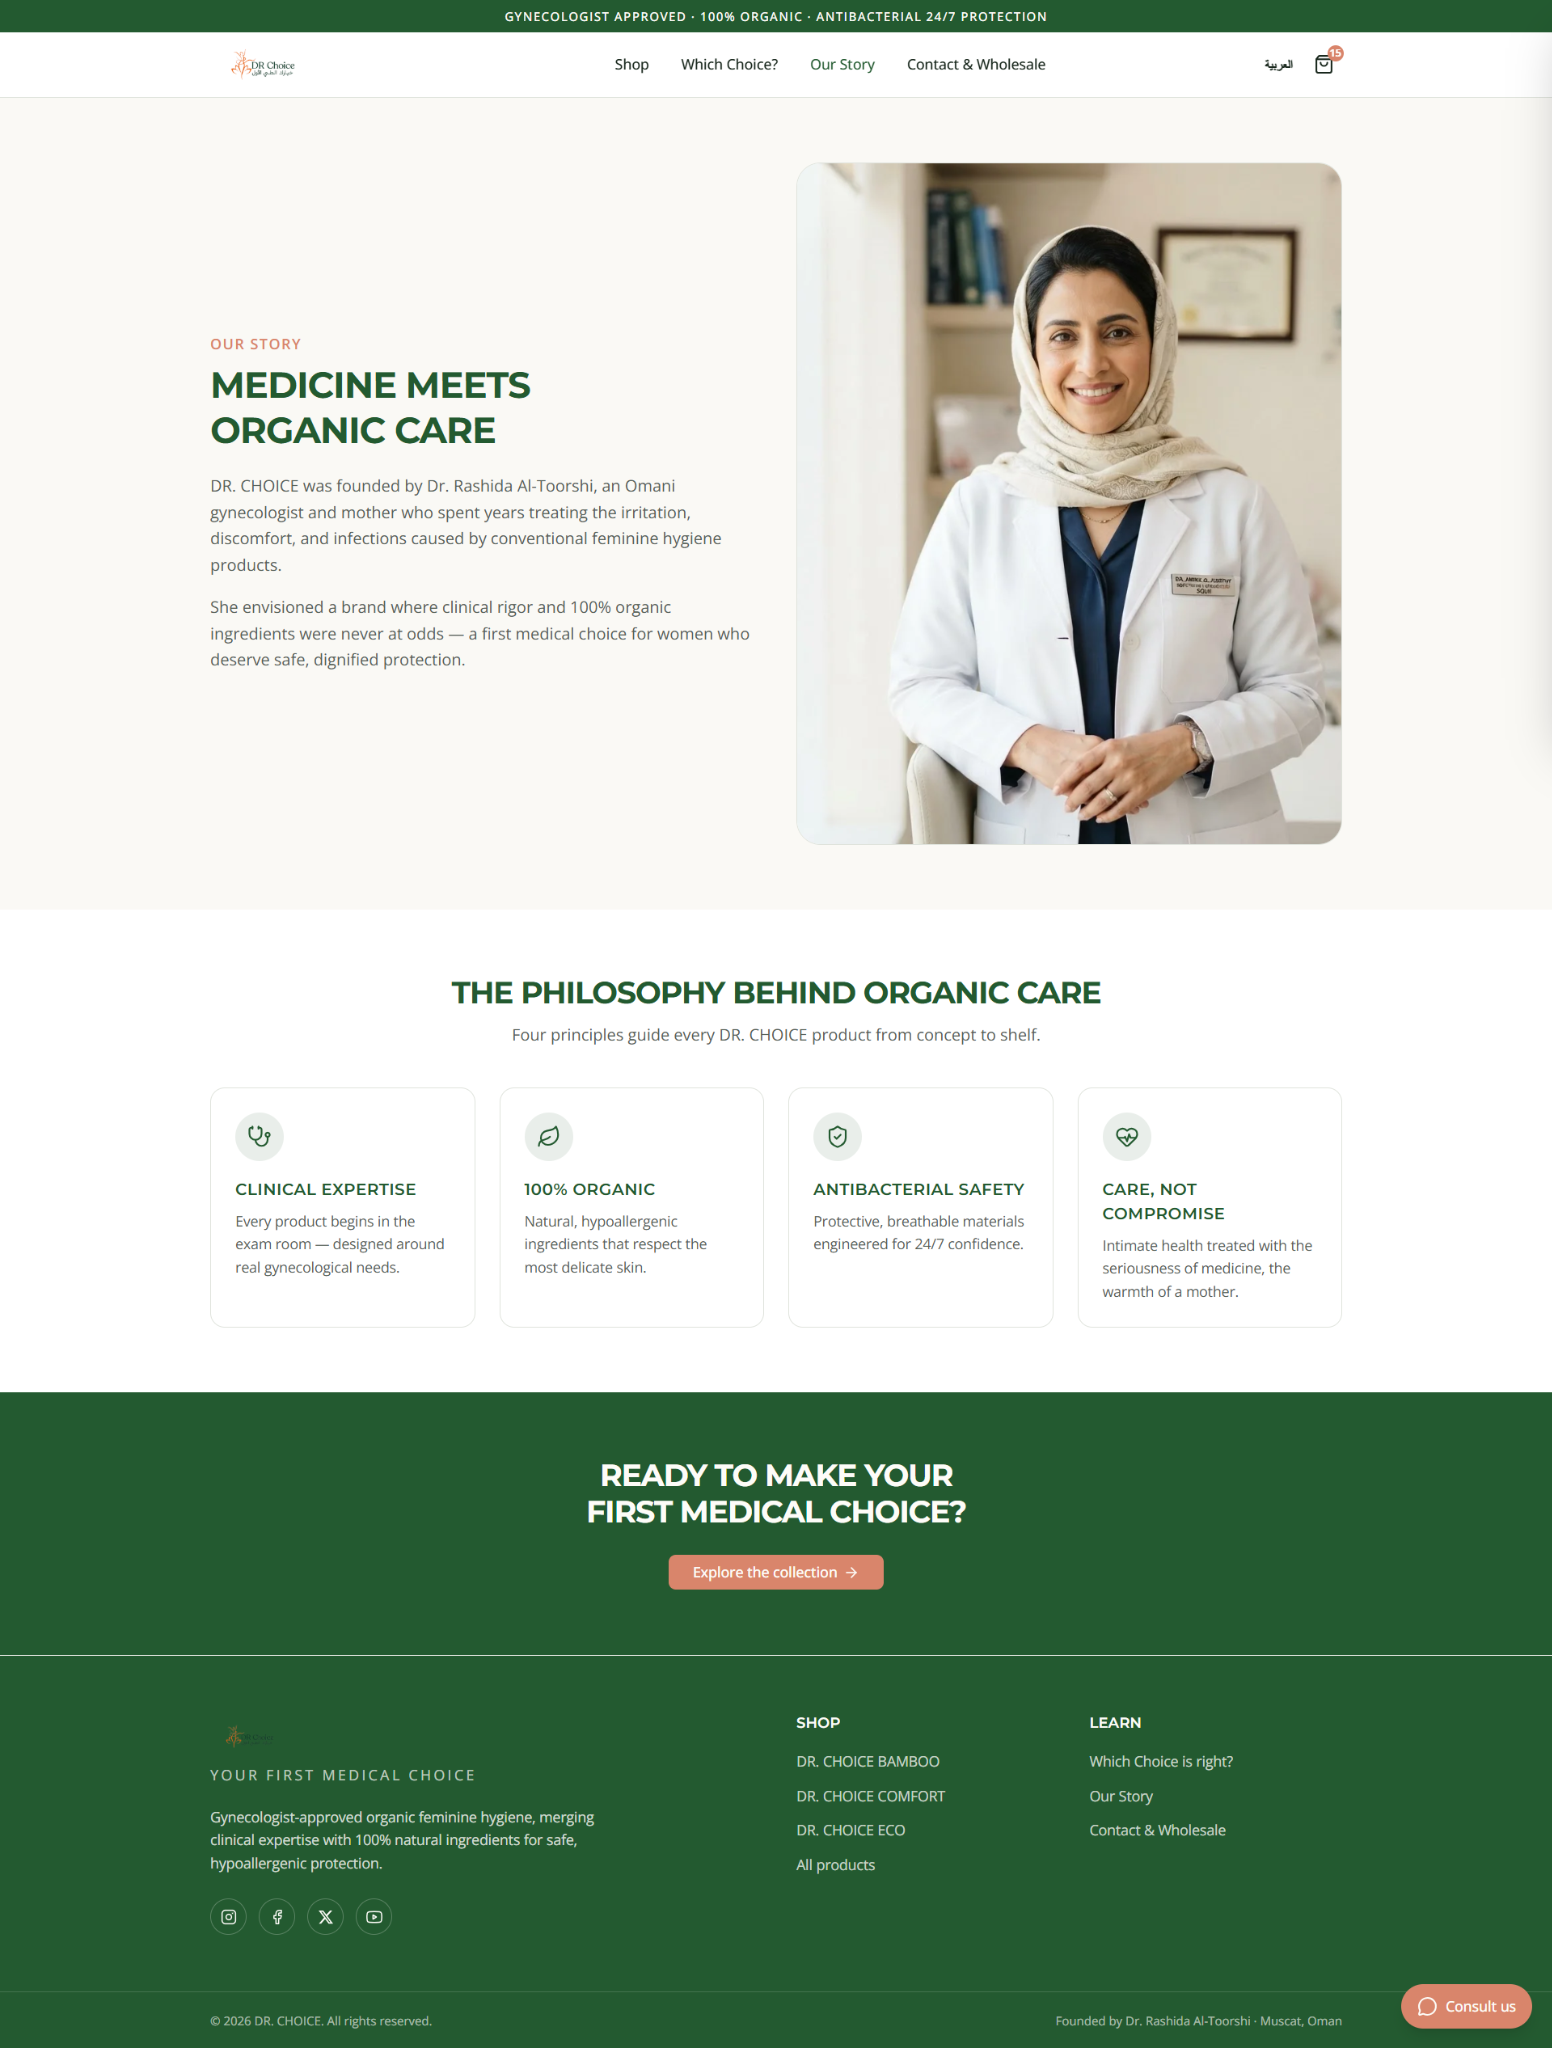 GYNECOLOGIST APPROVED · 100% ORGANIC · ANTIBACTERIAL 24/7 PROTECTION
DR Choice
Shop
Which Choice?
Our Story
Contact & Wholesale
العربية
15
OUR STORY
MEDICINE MEETS
ORGANIC CARE
DR. CHOICE was founded by Dr. Rashida Al-Toorshi, an Omani
gynecologist and mother who spent years treating the irritation,
discomfort, and infections caused by conventional feminine hygiene
products.
She envisioned a brand where clinical rigor and 100% organic
ingredients were never at odds — a first medical choice for women who
deserve safe, dignified protection.
THE PHILOSOPHY BEHIND ORGANIC CARE
Four principles guide every DR. CHOICE product from concept to shelf.
CLINICAL EXPERTISE
Every product begins in the
exam room — designed around
real gynecological needs.
100% ORGANIC
Natural, hypoallergenic
ingredients that respect the
most delicate skin.
ANTIBACTERIAL SAFETY
Protective, breathable materials
engineered for 24/7 confidence.
CARE, NOT
COMPROMISE
Intimate health treated with the
seriousness of medicine, the
warmth of a mother.
READY TO MAKE YOUR
FIRST MEDICAL CHOICE?
Explore the collection →
YOUR FIRST MEDICAL CHOICE
Gynecologist-approved organic feminine hygiene, merging
clinical expertise with 100% natural ingredients for safe,
hypoallergenic protection.
SHOP
DR. CHOICE BAMBOO
DR. CHOICE COMFORT
DR. CHOICE ECO
All products
LEARN
Which Choice is right?
Our Story
Contact & Wholesale
© 2026 DR. CHOICE. All rights reserved.
Founded by Dr. Rashida Al-Toorshi · Muscat, Oman
Consult us